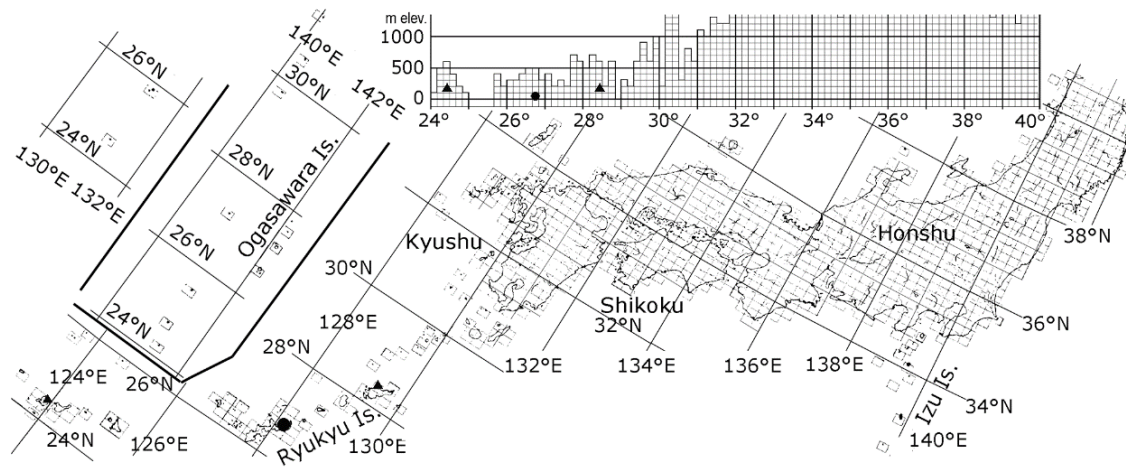 m elev.
1000
500
0
24° 26° 28° 30° 32° 34° 36° 38° 40°
26°N
24°N
130°E 132°E
140°E
30°N
142°E
28°N
Ogasawara Is.
26°N
24°N
Kyushu
Honshu
38°N
30°N
Shikoku
32°N
36°N
128°E
28°N
132°E
134°E
136°E
138°E
34°N
124°E
26°N
24°N
126°E
Ryukyu Is.
130°E
Izu Is.
140°E